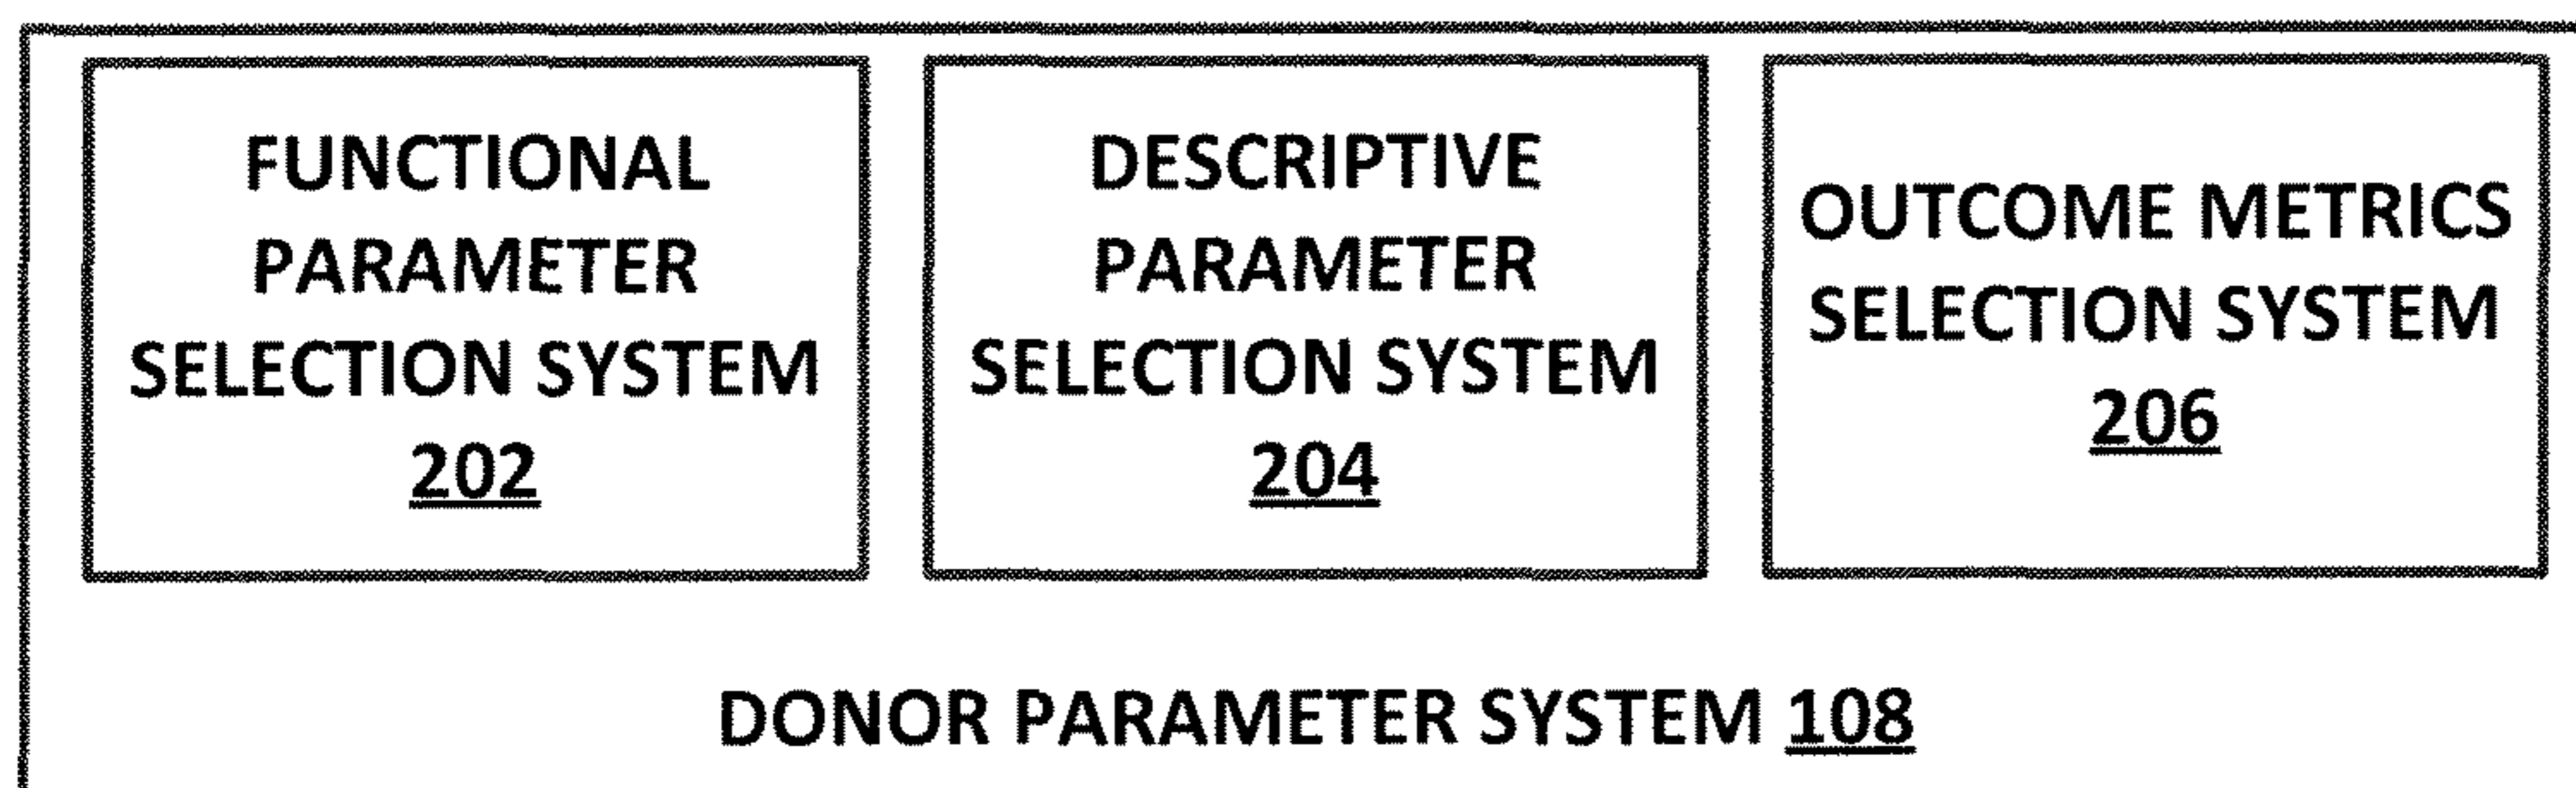 FUNCTIONAL
PARAMETER
SELECTION SYSTEM
202
DESCRIPTIVE
PARAMETER
SELECTION SYSTEM
204
OUTCOME METRICS
SELECTION SYSTEM
206
DONOR PARAMETER SYSTEM 108